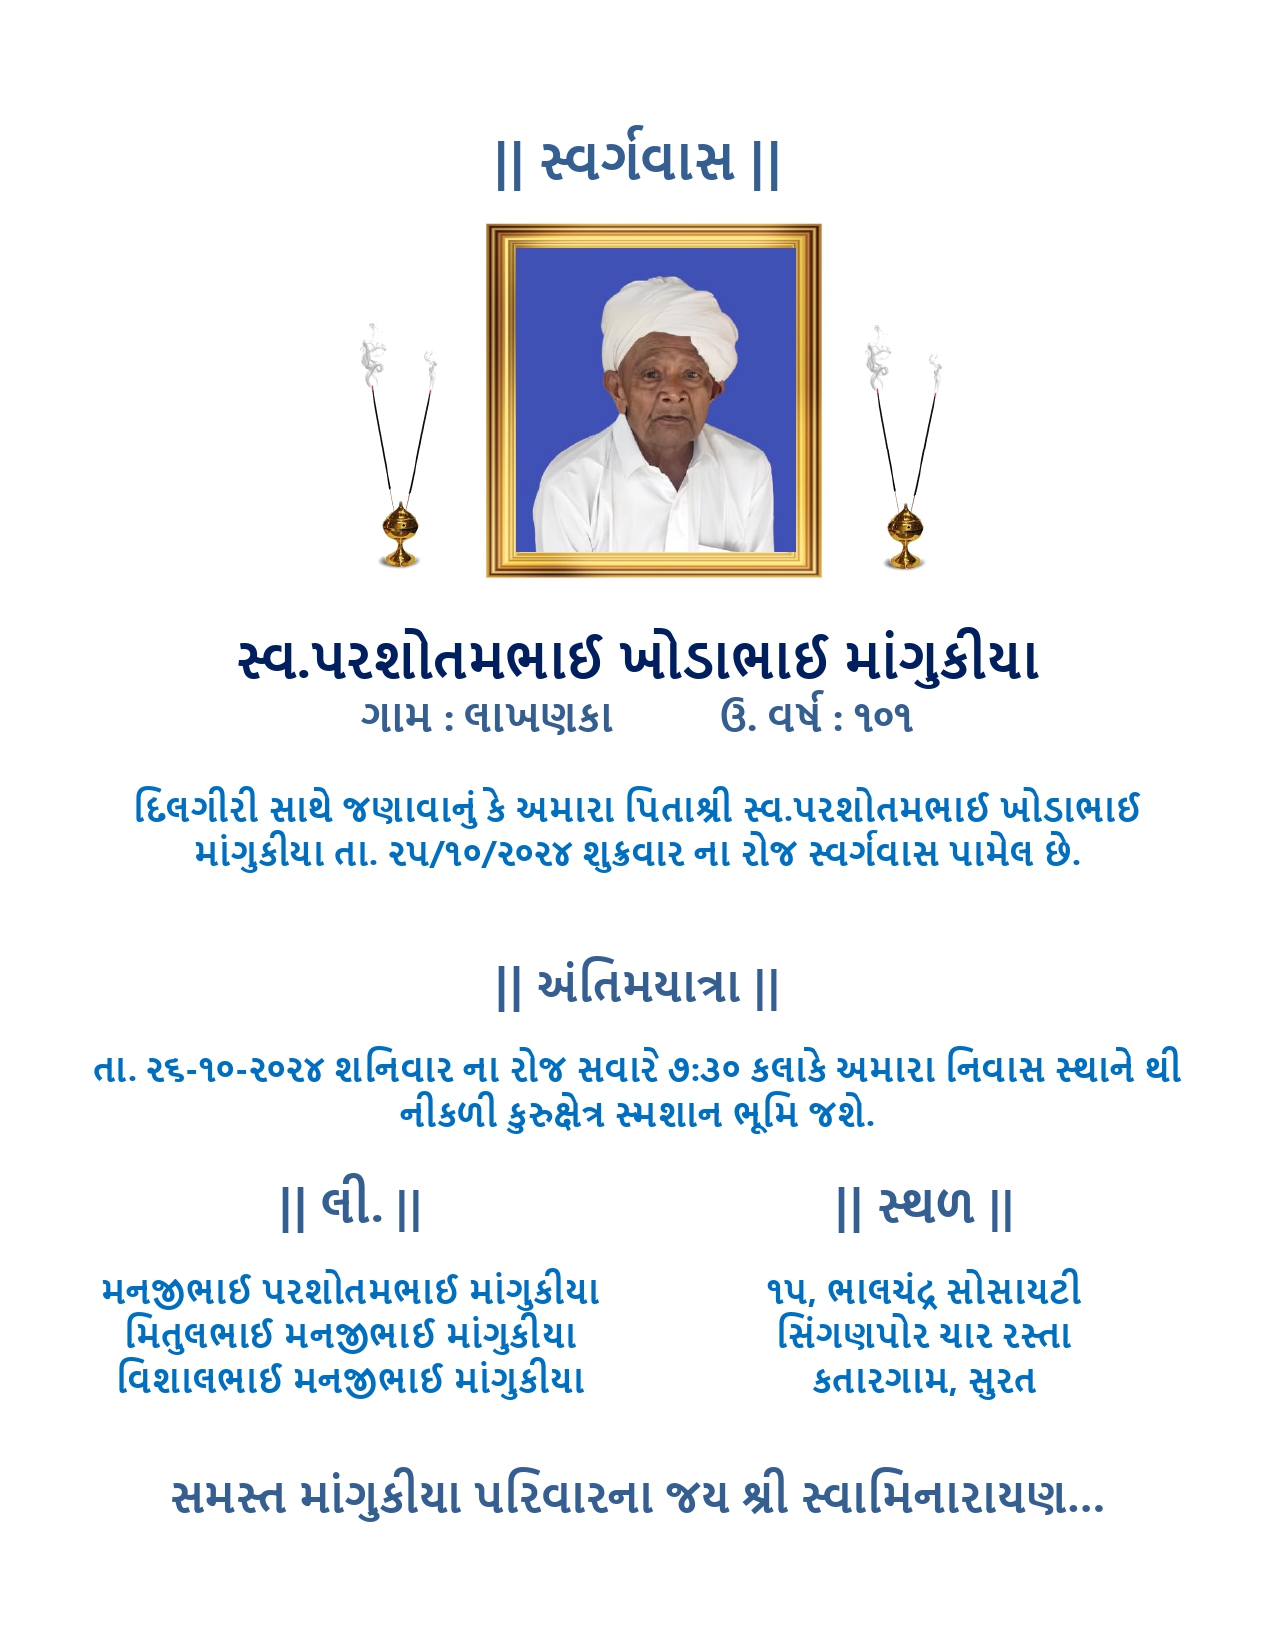 || સ્વર્ગવાસ ||
સ્વ.પરશોતમભાઈ ખોડાભાઈ માંગુકીયા
ગામ : લાખણકા ઉ. વર્ષ : ૧૦૧
દિલગીરી સાથે જણાવાનું કે અમારા પિતાશ્રી સ્વ.પરશોતમભાઈ ખોડાભાઈ
માંગુકીયા તા. ૨૫/૧૦/૨૦૨૪ શુક્રવાર ના રોજ સ્વર્ગવાસ પામેલ છે.
|| અંતિમયાત્રા ||
તા. ૨૬-૧૦-૨૦૨૪ શનિવાર ના રોજ સવારે ૭:૩૦ કલાકે અમારા નિવાસ સ્થાને થી
નીકળી કુરુક્ષેત્ર સ્મશાન ભૂમિ જશે.
|| લી. ||
મનજીભાઈ પરશોતમભાઈ માંગુકીયા
મિતુલભાઈ મનજીભાઈ માંગુકીયા
વિશાલભાઈ મનજીભાઈ માંગુકીયા
|| સ્થળ ||
૧૫, ભાલચંદ્ર સોસાયટી
સિંગણપોર ચાર રસ્તા
કતારગામ, સુરત
સમસ્ત માંગુકીયા પરિવારના જય શ્રી સ્વામિનારાયણ...